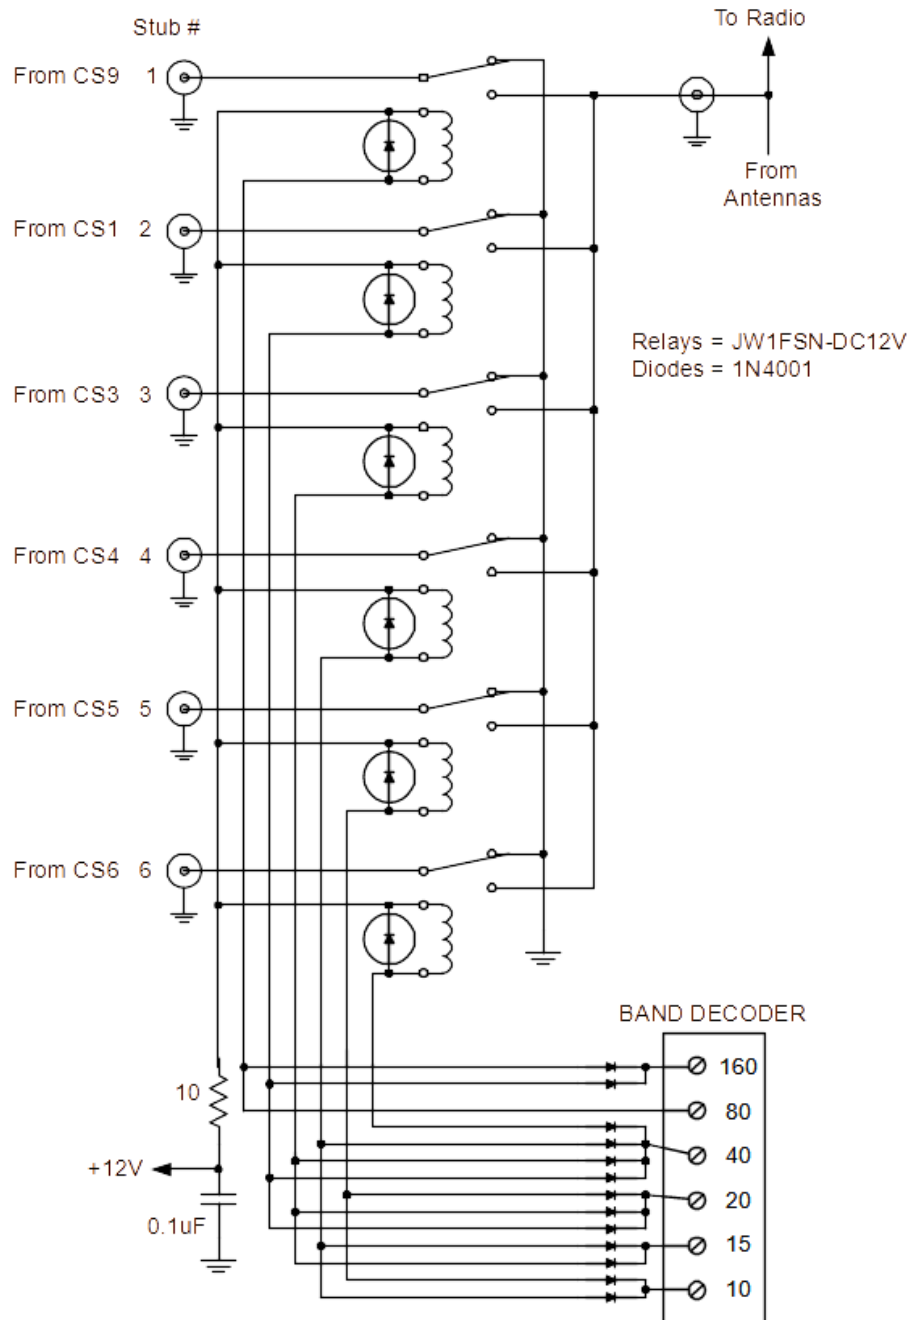 Stub #
To Radio
From CS9 1
From
Antennas
From CS1 2
Relays = JW1FSN-DC12V
Diodes = 1N4001
From CS3 3
From CS4 4
From CS5 5
From CS6 6
BAND DECODER
160
10
80
40
+12V
20
0.1uF
15
10